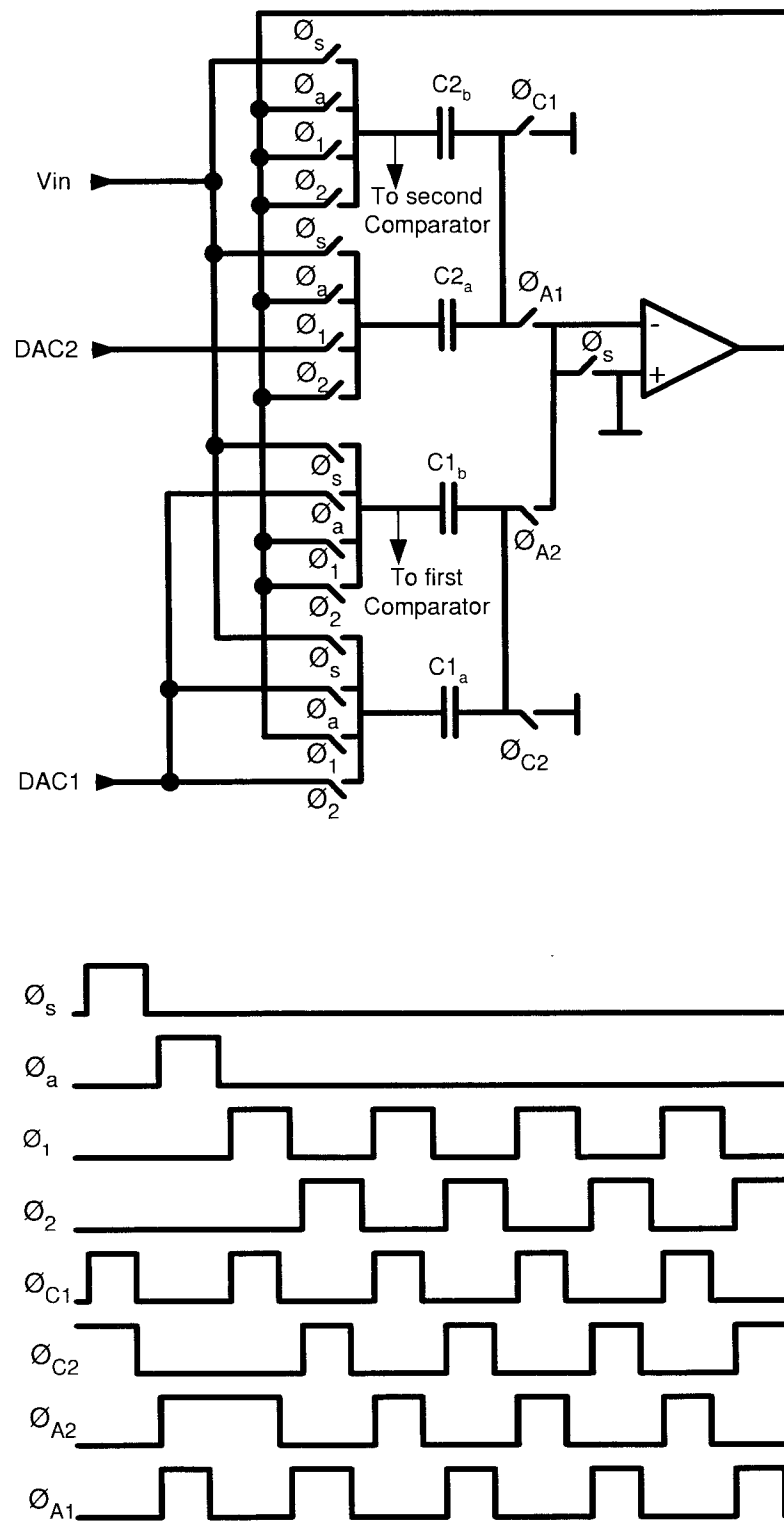 Øs
Øa
C2b
ØC1
Ø1
Vin
Ø2
To second
Comparator
Øs
Øa
C2a
ØA1
DAC2
Ø1
Øs
-
+
Ø2
Øs
C1b
Øa
ØA2
Ø1
To first
Comparator
Ø2
Øs
C1a
Øa
Ø1
ØC2
DAC1
Ø2
Øs
Øa
Ø1
Ø2
ØC1
ØC2
ØA2
ØA1